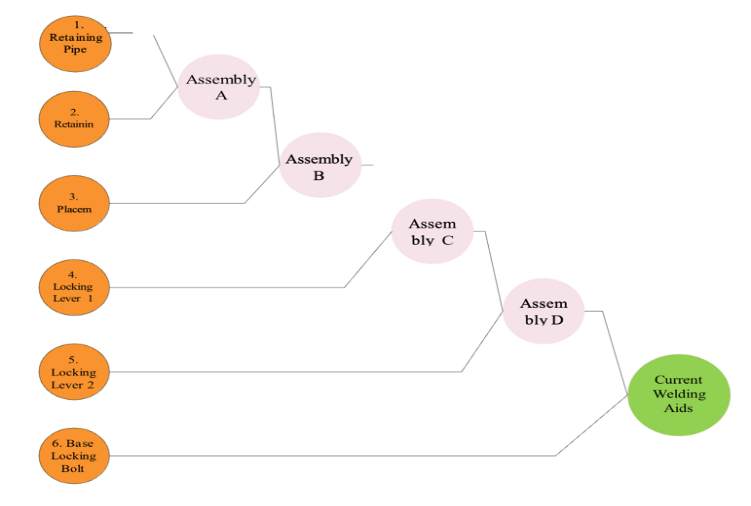 1.
Retaining
Pipe
Assembly
A
2.
Retainin
Assembly
B
3.
Placem
Assem
bly C
4.
Locking
Lever 1
Assem
bly D
5.
Locking
Lever 2
Current
Welding
Aids
6. Base
Locking
Bolt